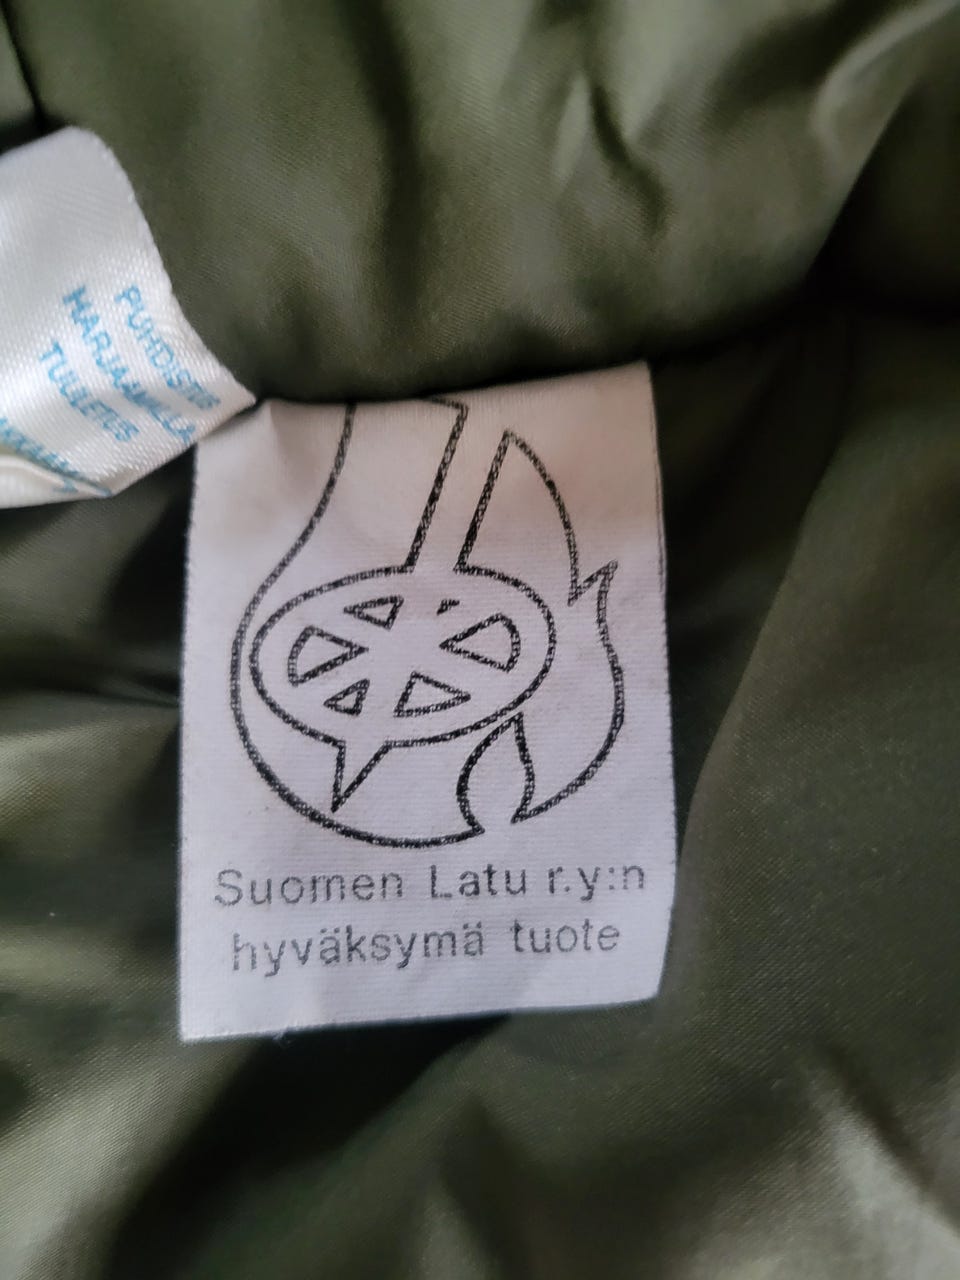 PUHDISTUS
HARJAAMALLA
TUULETUS
Suomen Latu r.y:n
hyväksymä tuote